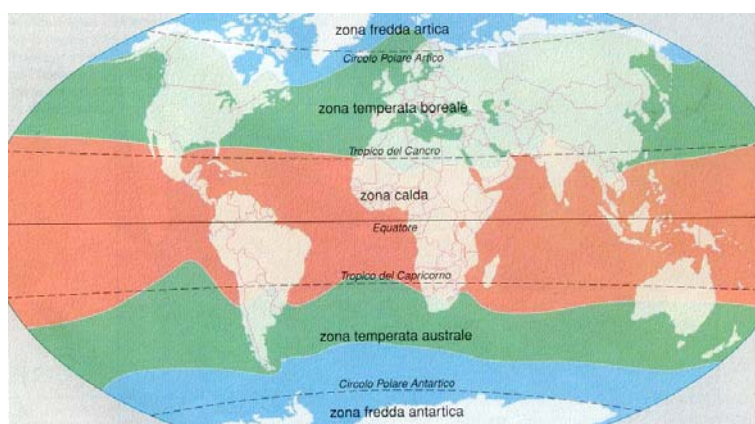 zona fredda artica
Circolo Polare Artico
zona temperata boreale
Tropico del Cancro
zona calda
Equatore
Tropico del Capricorno
zona temperata australe
Circolo Polare Antartico
zona fredda antartica